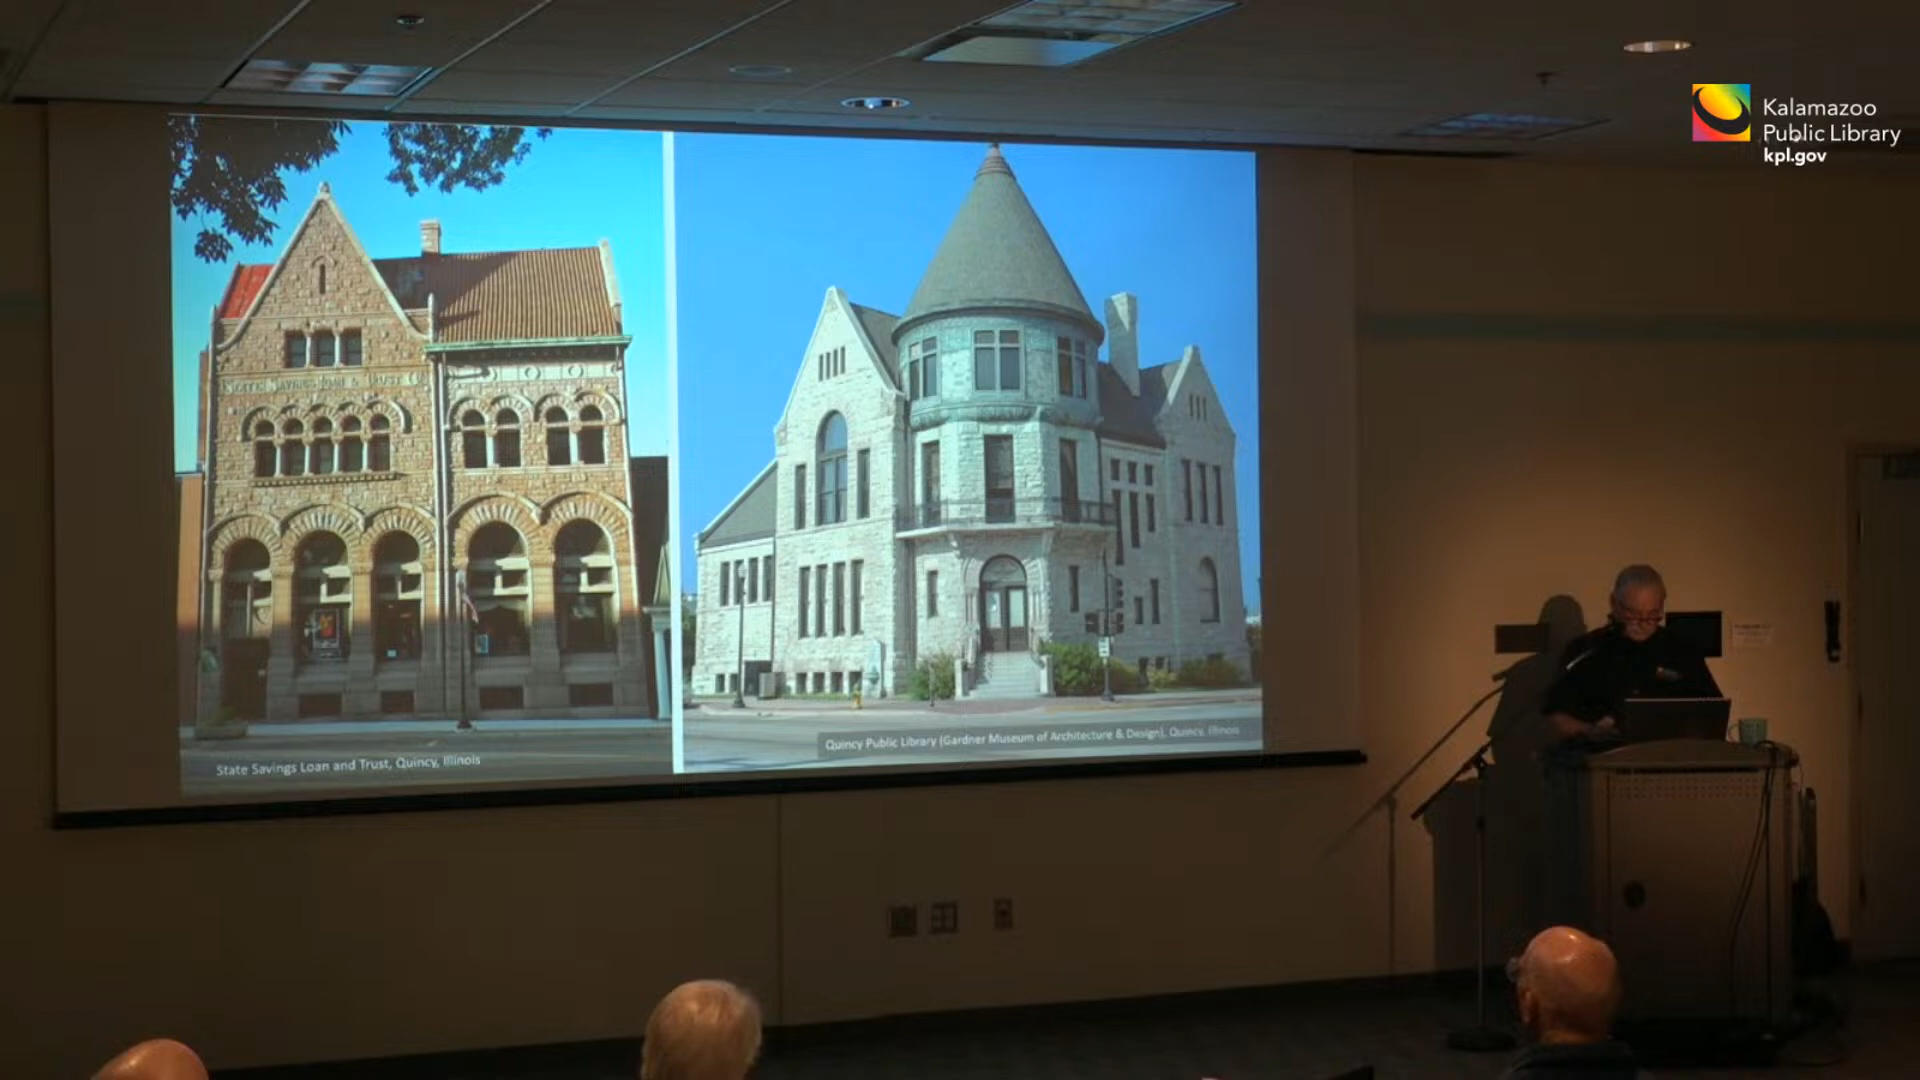 Kalamazoo
Public Library
kpl.gov
State Savings Loan and Trust, Quincy, Illinois
Quincy Public Library (Gardner Museum of Architecture & Design), Quincy, Illinois